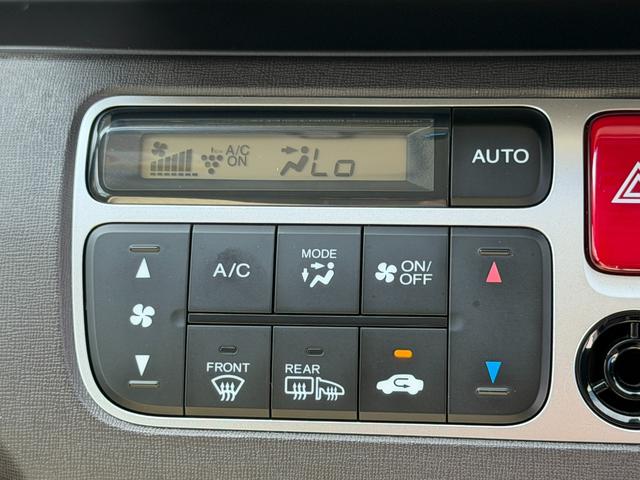 A/C
ON
Lo
AUTO
A/C
MODE
ON/
OFF
FRONT
REAR